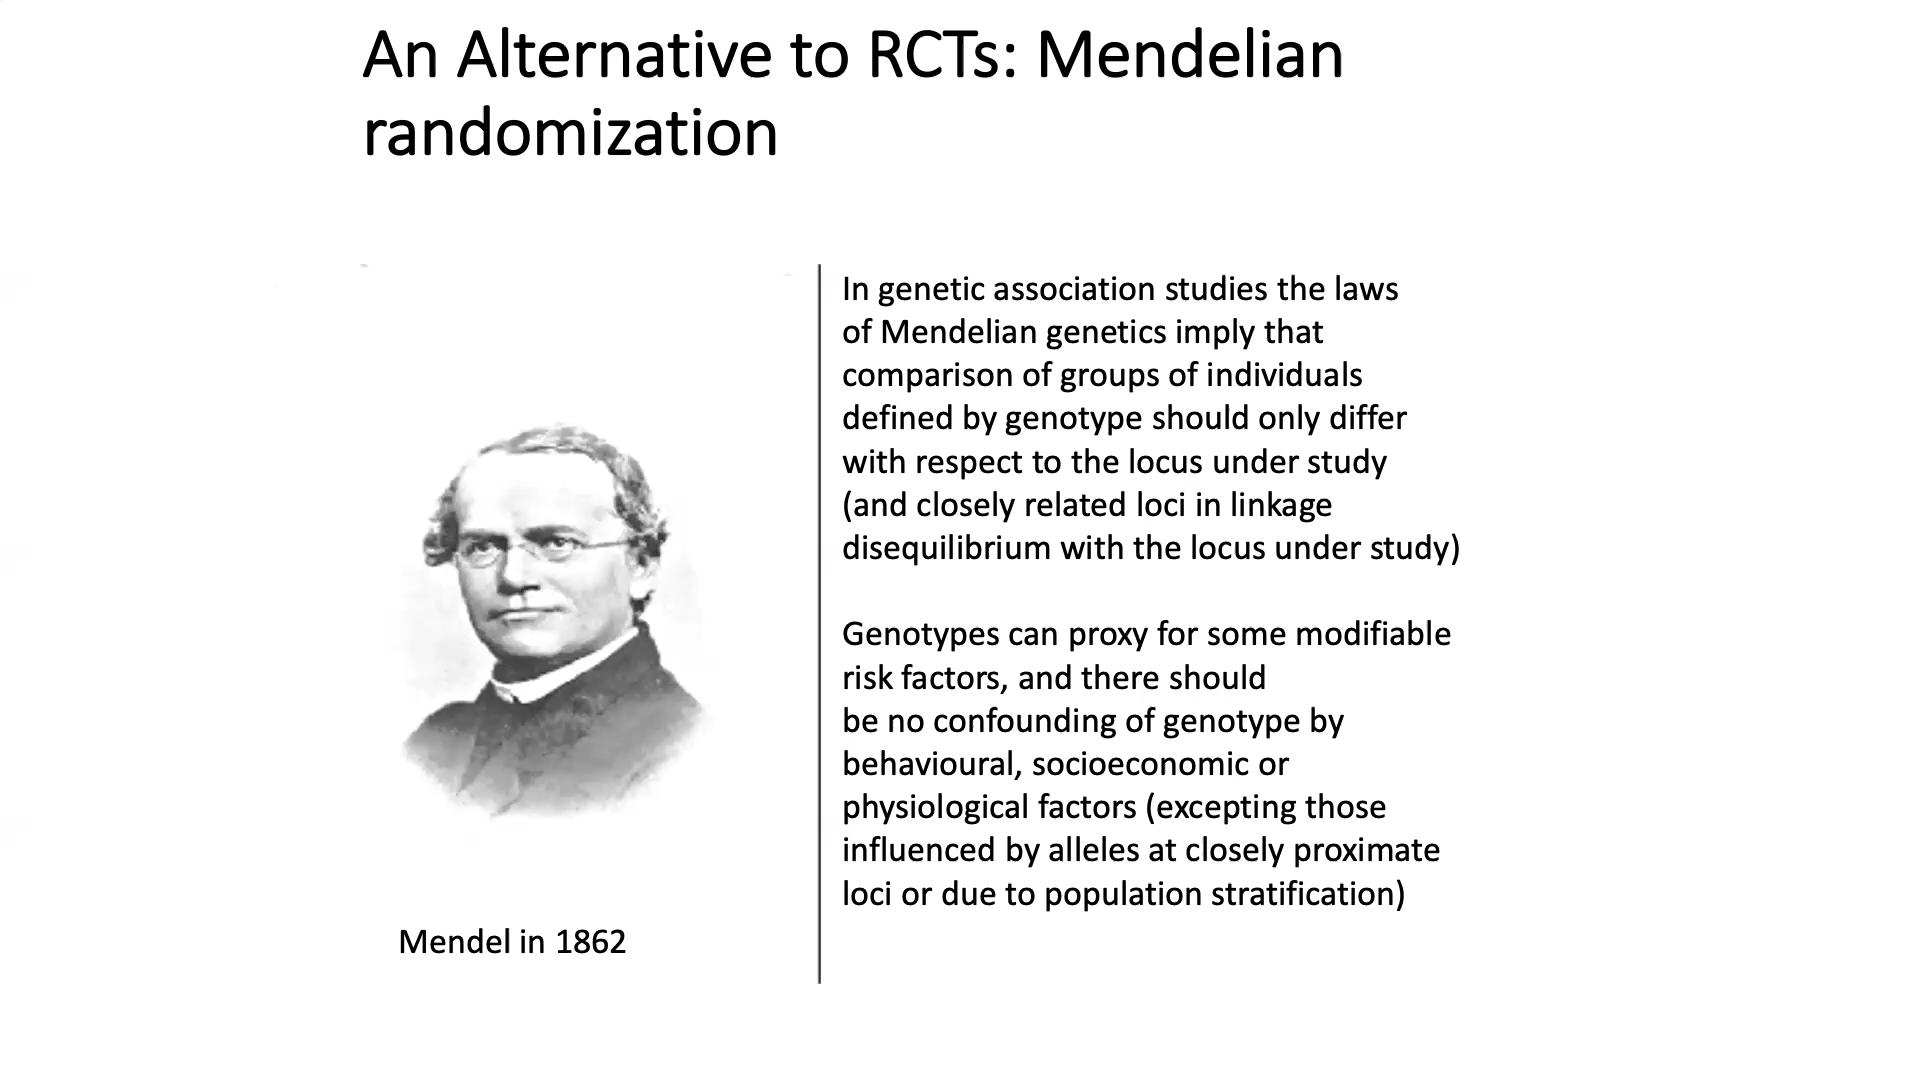 An Alternative to RCTs: Mendelian
randomization
In genetic association studies the laws
of Mendelian genetics imply that
comparison of groups of individuals
defined by genotype should only differ
with respect to the locus under study
(and closely related loci in linkage
disequilibrium with the locus under study)
Genotypes can proxy for some modifiable
risk factors, and there should
be no confounding of genotype by
behavioural, socioeconomic or
physiological factors (excepting those
influenced by alleles at closely proximate
loci or due to population stratification)
Mendel in 1862